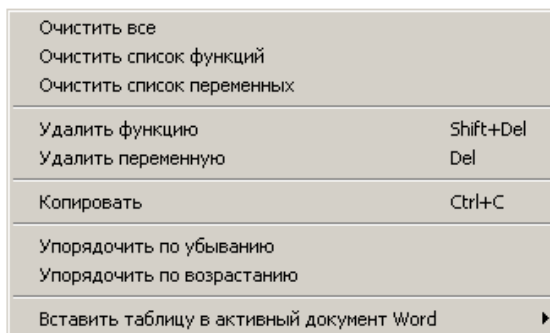 Очистить все
Очистить список функций
Очистить список переменных
Удалить функцию Shift+Del
Удалить переменную Del
Копировать Ctrl+C
Упорядочить по убыванию
Упорядочить по возрастанию
Вставить таблицу в активный документ Word